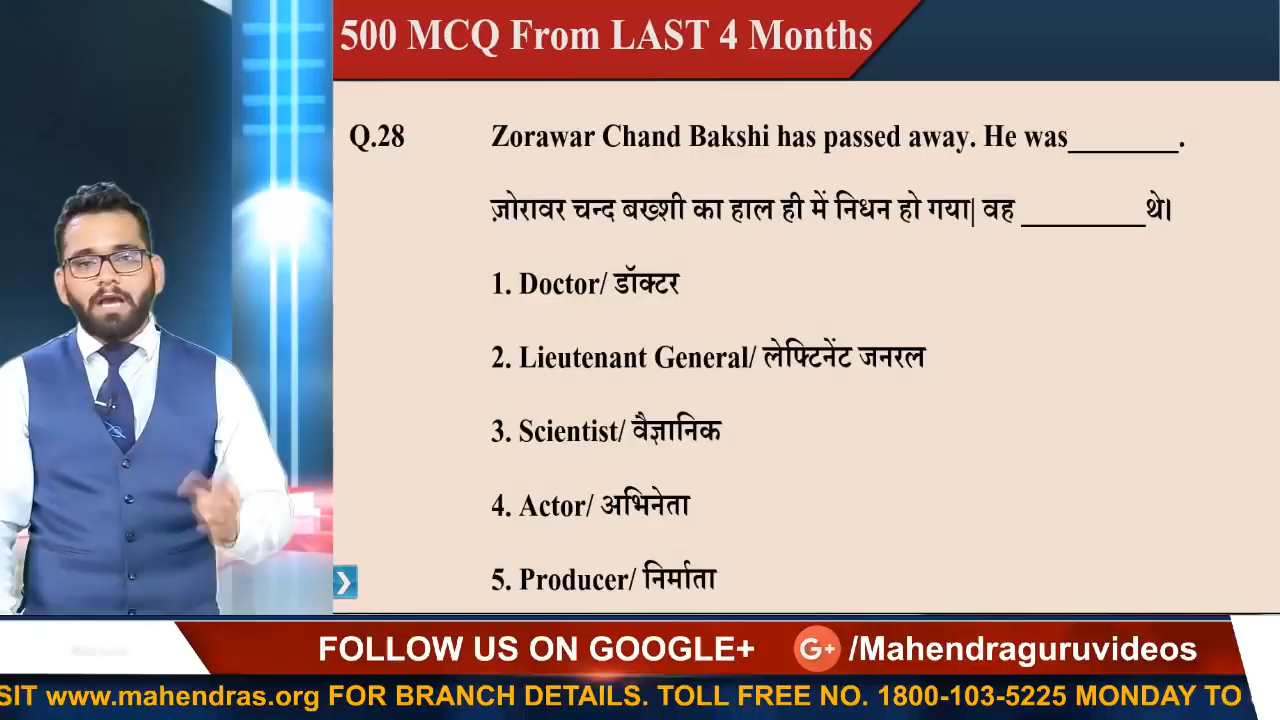 500 MCQ From LAST 4 Months
Q.28 Zorawar Chand Bakshi has passed away. He was________.
ज़ोरावर चन्द बख्शी का हाल ही में निधन हो गया| वह _________थे।
1. Doctor/ डॉक्टर
2. Lieutenant General/ लेफ्टिनेंट जनरल
3. Scientist/ वैज्ञानिक
4. Actor/ अभिनेता
5. Producer/ निर्माता
FOLLOW US ON GOOGLE+ G+ /Mahendraguruvideos
SIT www.mahendras.org FOR BRANCH DETAILS. TOLL FREE NO. 1800-103-5225 MONDAY TO